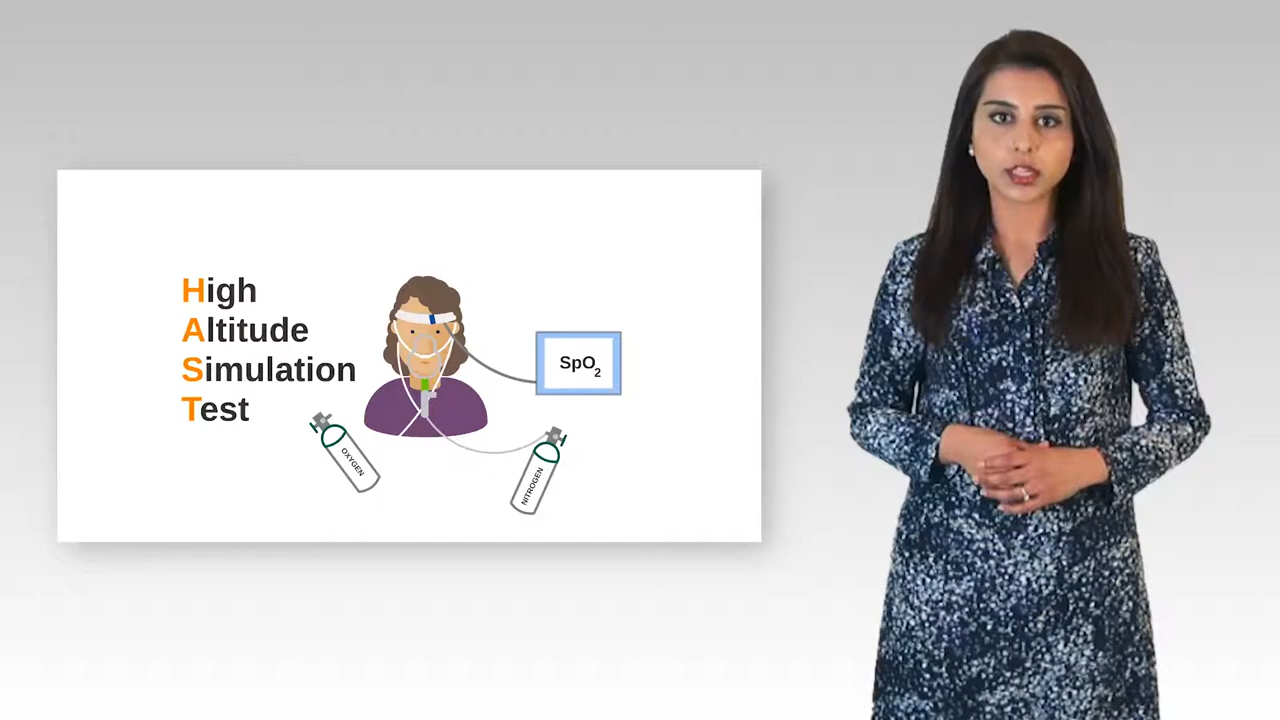 High
Altitude
Simulation
Test
SpO2
OXYGEN
NITROGEN